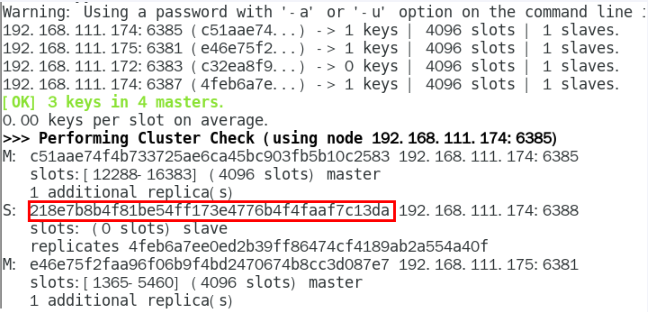 Warning: Using a password with '-a' or '-u' option on the command line
192.168.111.174:6385 (c51aae74...) -> 1 keys | 4096 slots | 1 slaves.
192.168.111.175:6381 (e46e75f2...) -> 1 keys | 4096 slots | 1 slaves.
192.168.111.172:6383 (c32ea8f9...) -> 0 keys | 4096 slots | 1 slaves.
192.168.111.174:6387 (4feb6a7e...) -> 1 keys | 4096 slots | 1 slaves.
[OK] 3 keys in 4 masters.
0.00 keys per slot on average.
>>> Performing Cluster Check (using node 192.168.111.174:6385)
M: c51aae74f4b733725ae6ca45bc903fb5b10c2583 192.168.111.174:6385
slots:[12288-16383] (4096 slots) master
1 additional replica(s)
S: 218e7b8b4f81be54ff173e4776b4f4faaf7c13da 192.168.111.174:6388
slots: (0 slots) slave
replicates 4feb6a7ee0ed2b39ff86474cf4189ab2a554a40f
M: e46e75f2faa96f06b9f4bd2470674b8cc3d087e7 192.168.111.175:6381
slots:[1365-5460] (4096 slots) master
1 additional replica(s)